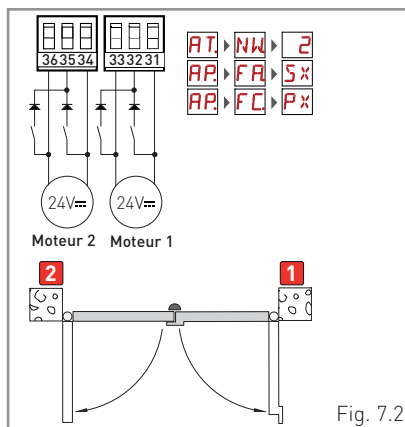 36 35 34 33 32 31
AT. NW. 2
AP. FA. SX
AP. FC. PX
24V 24V
Moteur 2 Moteur 1
2 1
Fig. 7.2